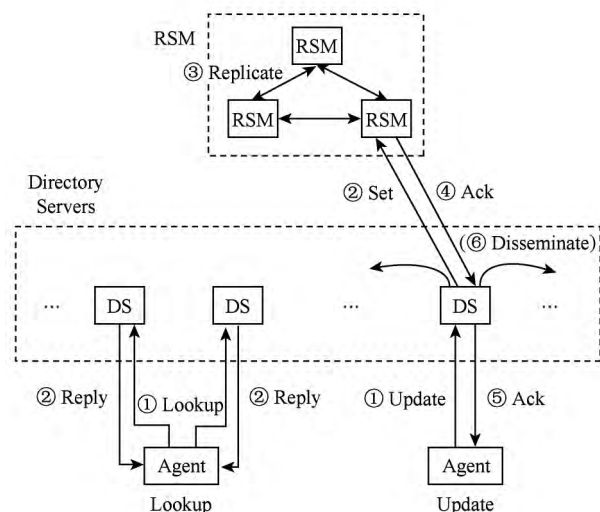 RSM
RSM
③ Replicate
RSM
RSM
Directory
Servers
② Set
④ Ack
(⑥ Disseminate)
...
DS
DS
...
DS
...
② Reply
① Lookup
② Reply
① Update
⑤ Ack
Agent
Agent
Lookup
Update